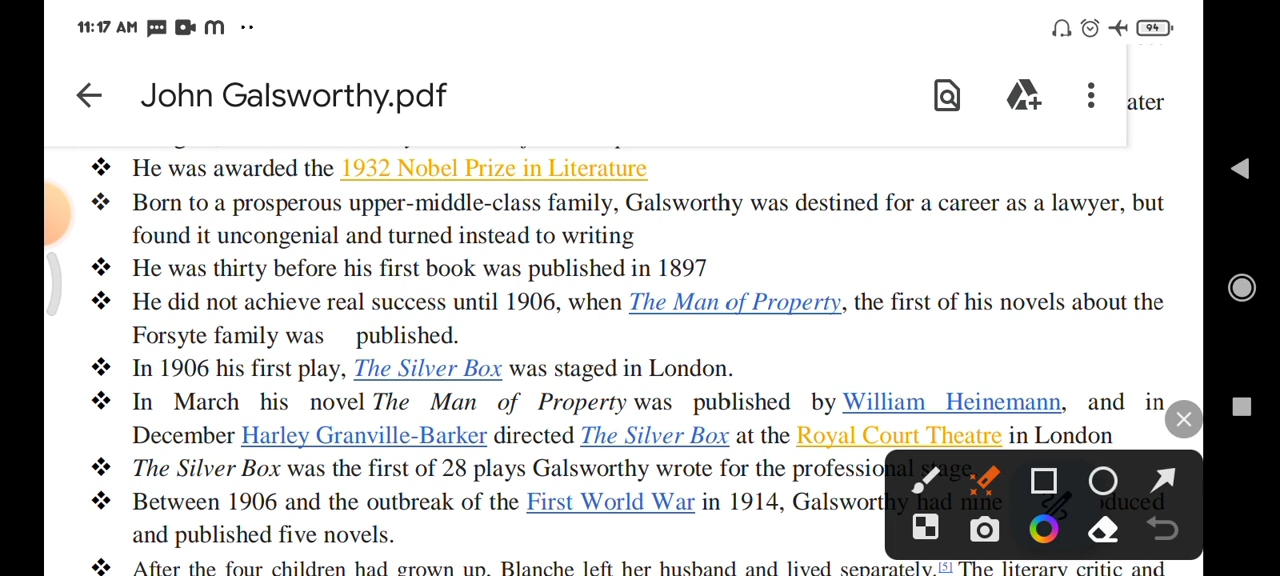 11:17 AM 94
John Galsworthy.pdf
ater
❖ He was awarded the 1932 Nobel Prize in Literature
❖ Born to a prosperous upper-middle-class family, Galsworthy was destined for a career as a lawyer, but
found it uncongenial and turned instead to writing
❖ He was thirty before his first book was published in 1897
❖ He did not achieve real success until 1906, when The Man of Property, the first of his novels about the
Forsyte family was published.
❖ In 1906 his first play, The Silver Box was staged in London.
❖ In March his novel The Man of Property was published by William Heinemann, and in
December Harley Granville-Barker directed The Silver Box at the Royal Court Theatre in London
❖ The Silver Box was the first of 28 plays Galsworthy wrote for the professional stage.
❖ Between 1906 and the outbreak of the First World War in 1914, Galsworthy had nine duced
and published five novels.
❖ After the four children had grown up, Blanche left her husband and lived separately.[5] The literary critic and